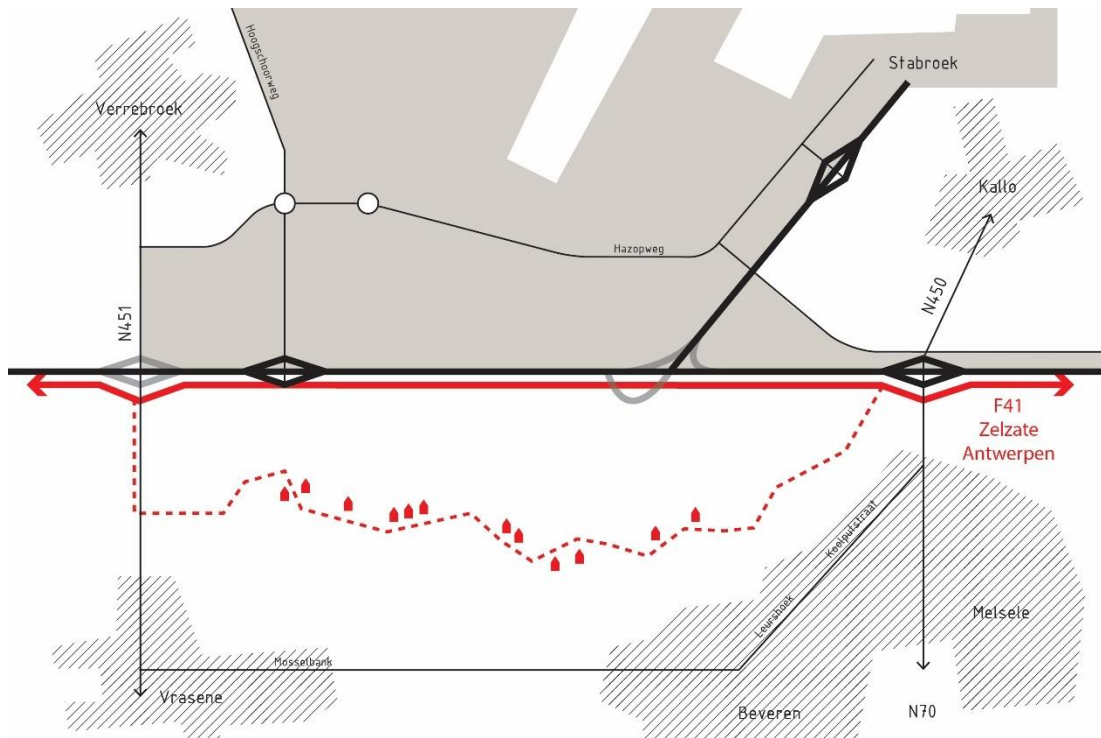 Hoogschoorweg
Stabroek
Verrebroek
Kallo
Hazopweg
N450
N451
F41
Zelzate
Antwerpen
Koolputstraat
Leurshoek
Melsele
Mosselbank
Vrasene
Beveren
N70